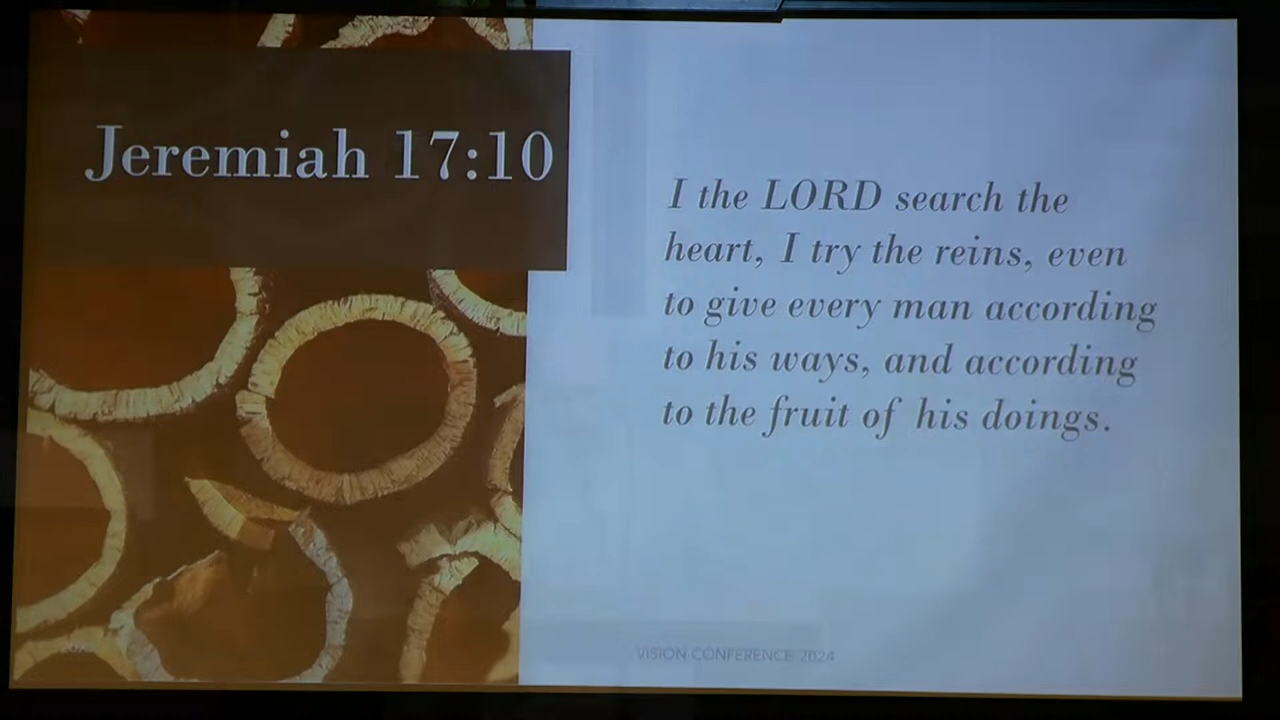 Jeremiah 17:10
I the LORD search the
heart, I try the reins, even
to give every man according
to his ways, and according
to the fruit of his doings.
VISION CONFERENCE 2024